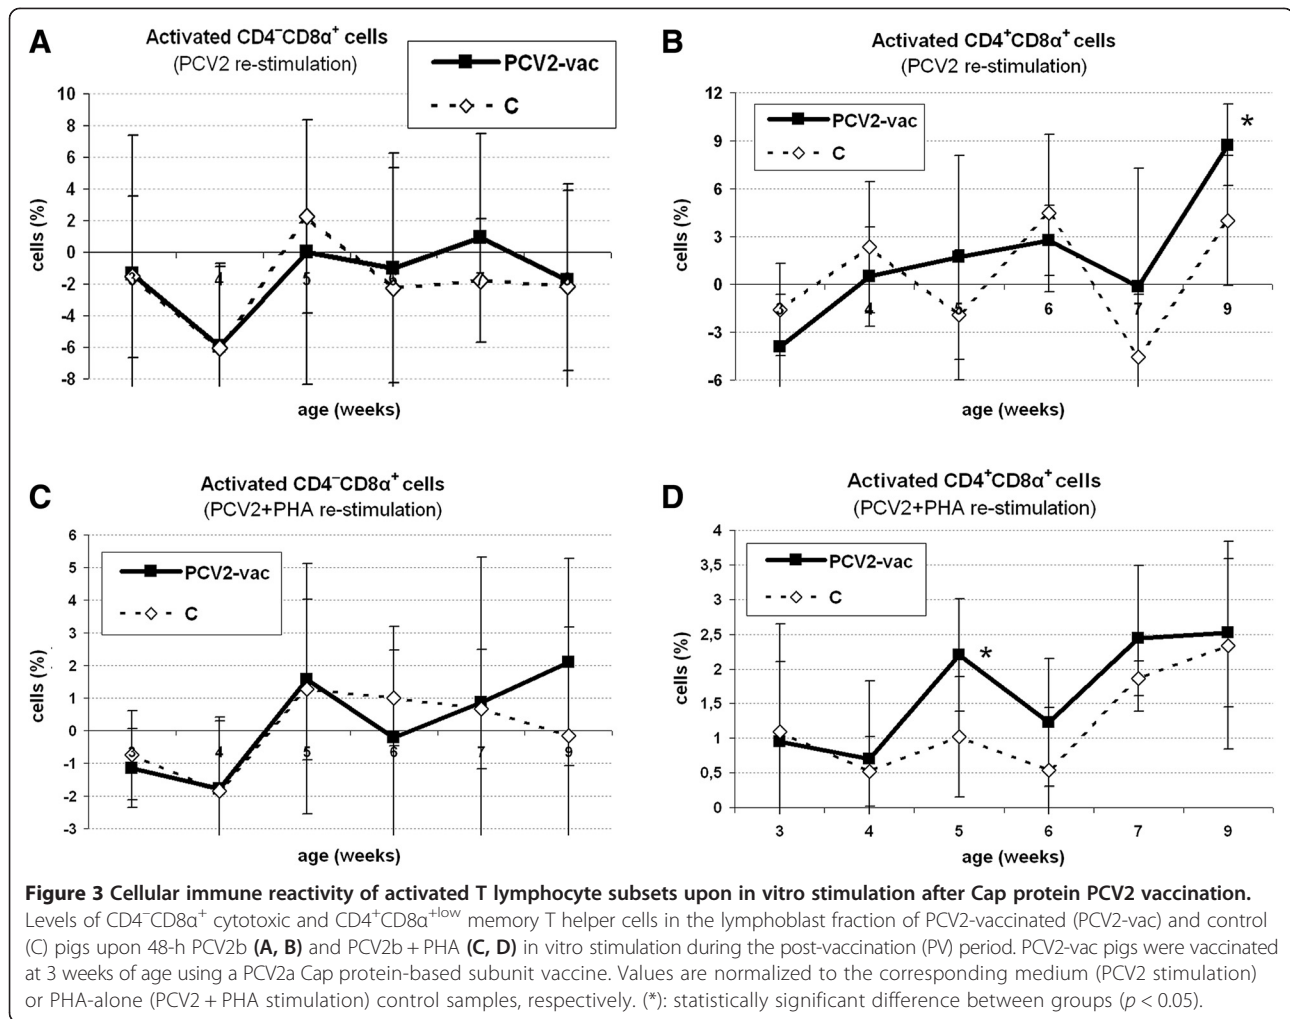 A
Activated CD4⁻CD8α⁺ cells
(PCV2 re-stimulation)
PCV2-vac
C
10
8
6
4
2
0
-2
-4
-6
-8
cells (%)
3
4
5
6
7
9
age (weeks)
B
Activated CD4⁺CD8α⁺ cells
(PCV2 re-stimulation)
PCV2-vac
C
*
12
9
6
3
0
-3
-6
cells (%)
3
4
5
6
7
9
age (weeks)
C
Activated CD4⁻CD8α⁺ cells
(PCV2+PHA re-stimulation)
PCV2-vac
C
6
5
4
3
2
1
0
-1
-2
-3
cells (%)
3
4
5
6
7
9
age (weeks)
D
Activated CD4⁺CD8α⁺ cells
(PCV2+PHA re-stimulation)
PCV2-vac
C
*
4
3,5
3
2,5
2
1,5
1
0,5
0
cells (%)
3
4
5
6
7
9
age (weeks)
Figure 3 Cellular immune reactivity of activated T lymphocyte subsets upon in vitro stimulation after Cap protein PCV2 vaccination.
Levels of CD4⁻CD8α⁺ cytotoxic and CD4⁺CD8α⁺ˡᵒʷ memory T helper cells in the lymphoblast fraction of PCV2-vaccinated (PCV2-vac) and control
(C) pigs upon 48-h PCV2b (A, B) and PCV2b + PHA (C, D) in vitro stimulation during the post-vaccination (PV) period. PCV2-vac pigs were vaccinated
at 3 weeks of age using a PCV2a Cap protein-based subunit vaccine. Values are normalized to the corresponding medium (PCV2 stimulation)
or PHA-alone (PCV2 + PHA stimulation) control samples, respectively. (*): statistically significant difference between groups (p < 0.05).